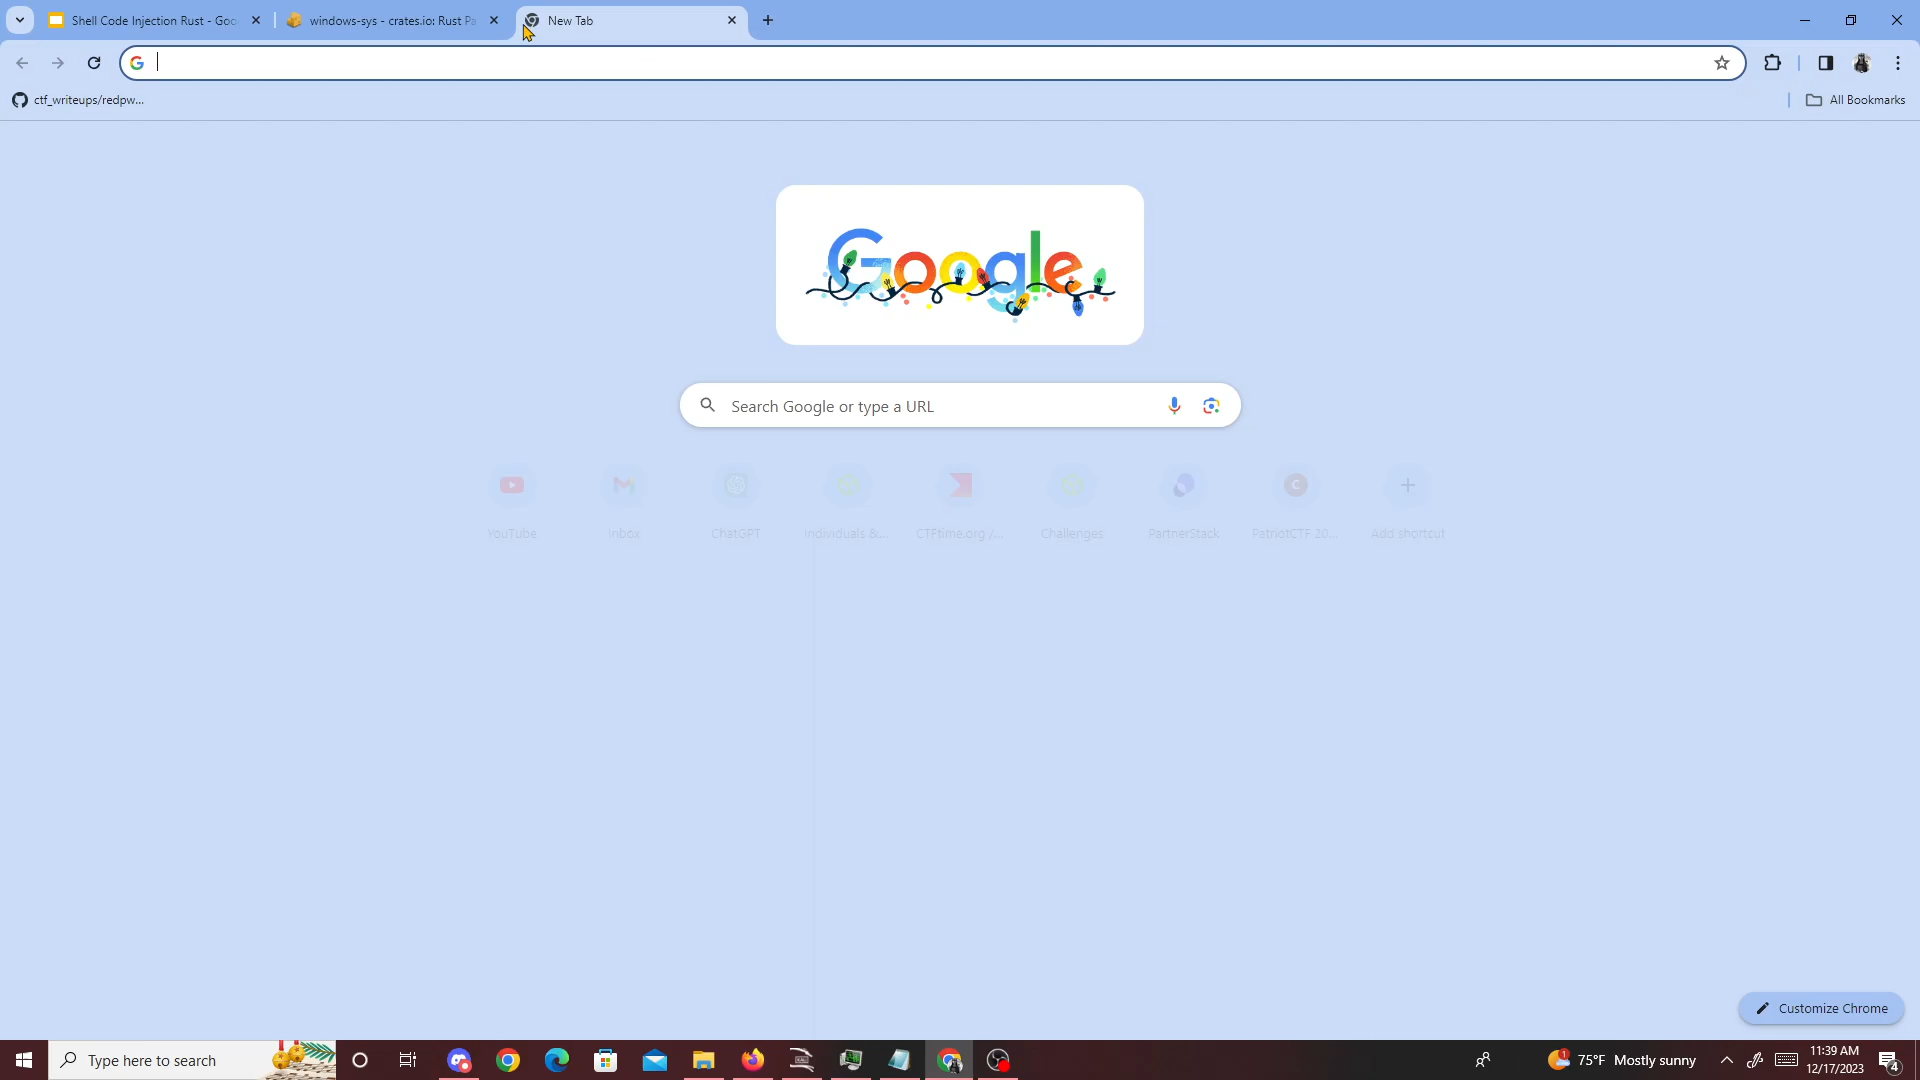 Shell Code Injection Rust - Goo
windows-sys - crates.io: Rust Pa
New Tab
ctf_writeups/redpw...
All Bookmarks
Google
Search Google or type a URL
YouTube
Inbox
ChatGPT
Individuals &...
CTFtime.org /...
Challenges
PartnerStack
PatriotCTF 20...
Add shortcut
Customize Chrome
Type here to search
75°F Mostly sunny
11:39 AM
12/17/2023
4